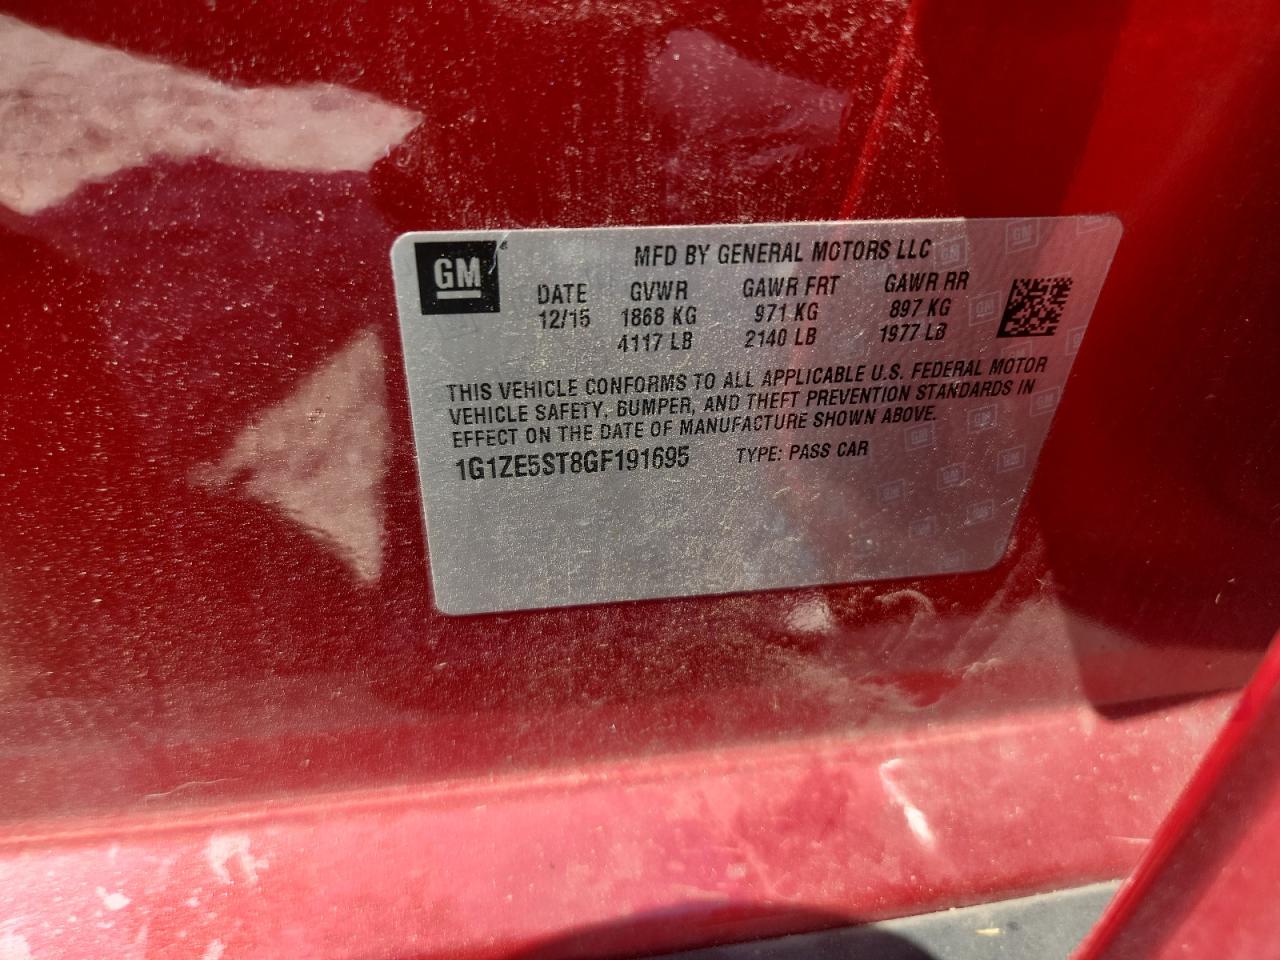 GM
MFD BY GENERAL MOTORS LLC
DATE GVWR GAWR FRT GAWR RR
12/15 1868 KG 971 KG 897 KG
4117 LB 2140 LB 1977 LB
THIS VEHICLE CONFORMS TO ALL APPLICABLE U.S. FEDERAL MOTOR
VEHICLE SAFETY, BUMPER, AND THEFT PREVENTION STANDARDS IN
EFFECT ON THE DATE OF MANUFACTURE SHOWN ABOVE.
1G1ZE5ST8GF191695 TYPE: PASS CAR